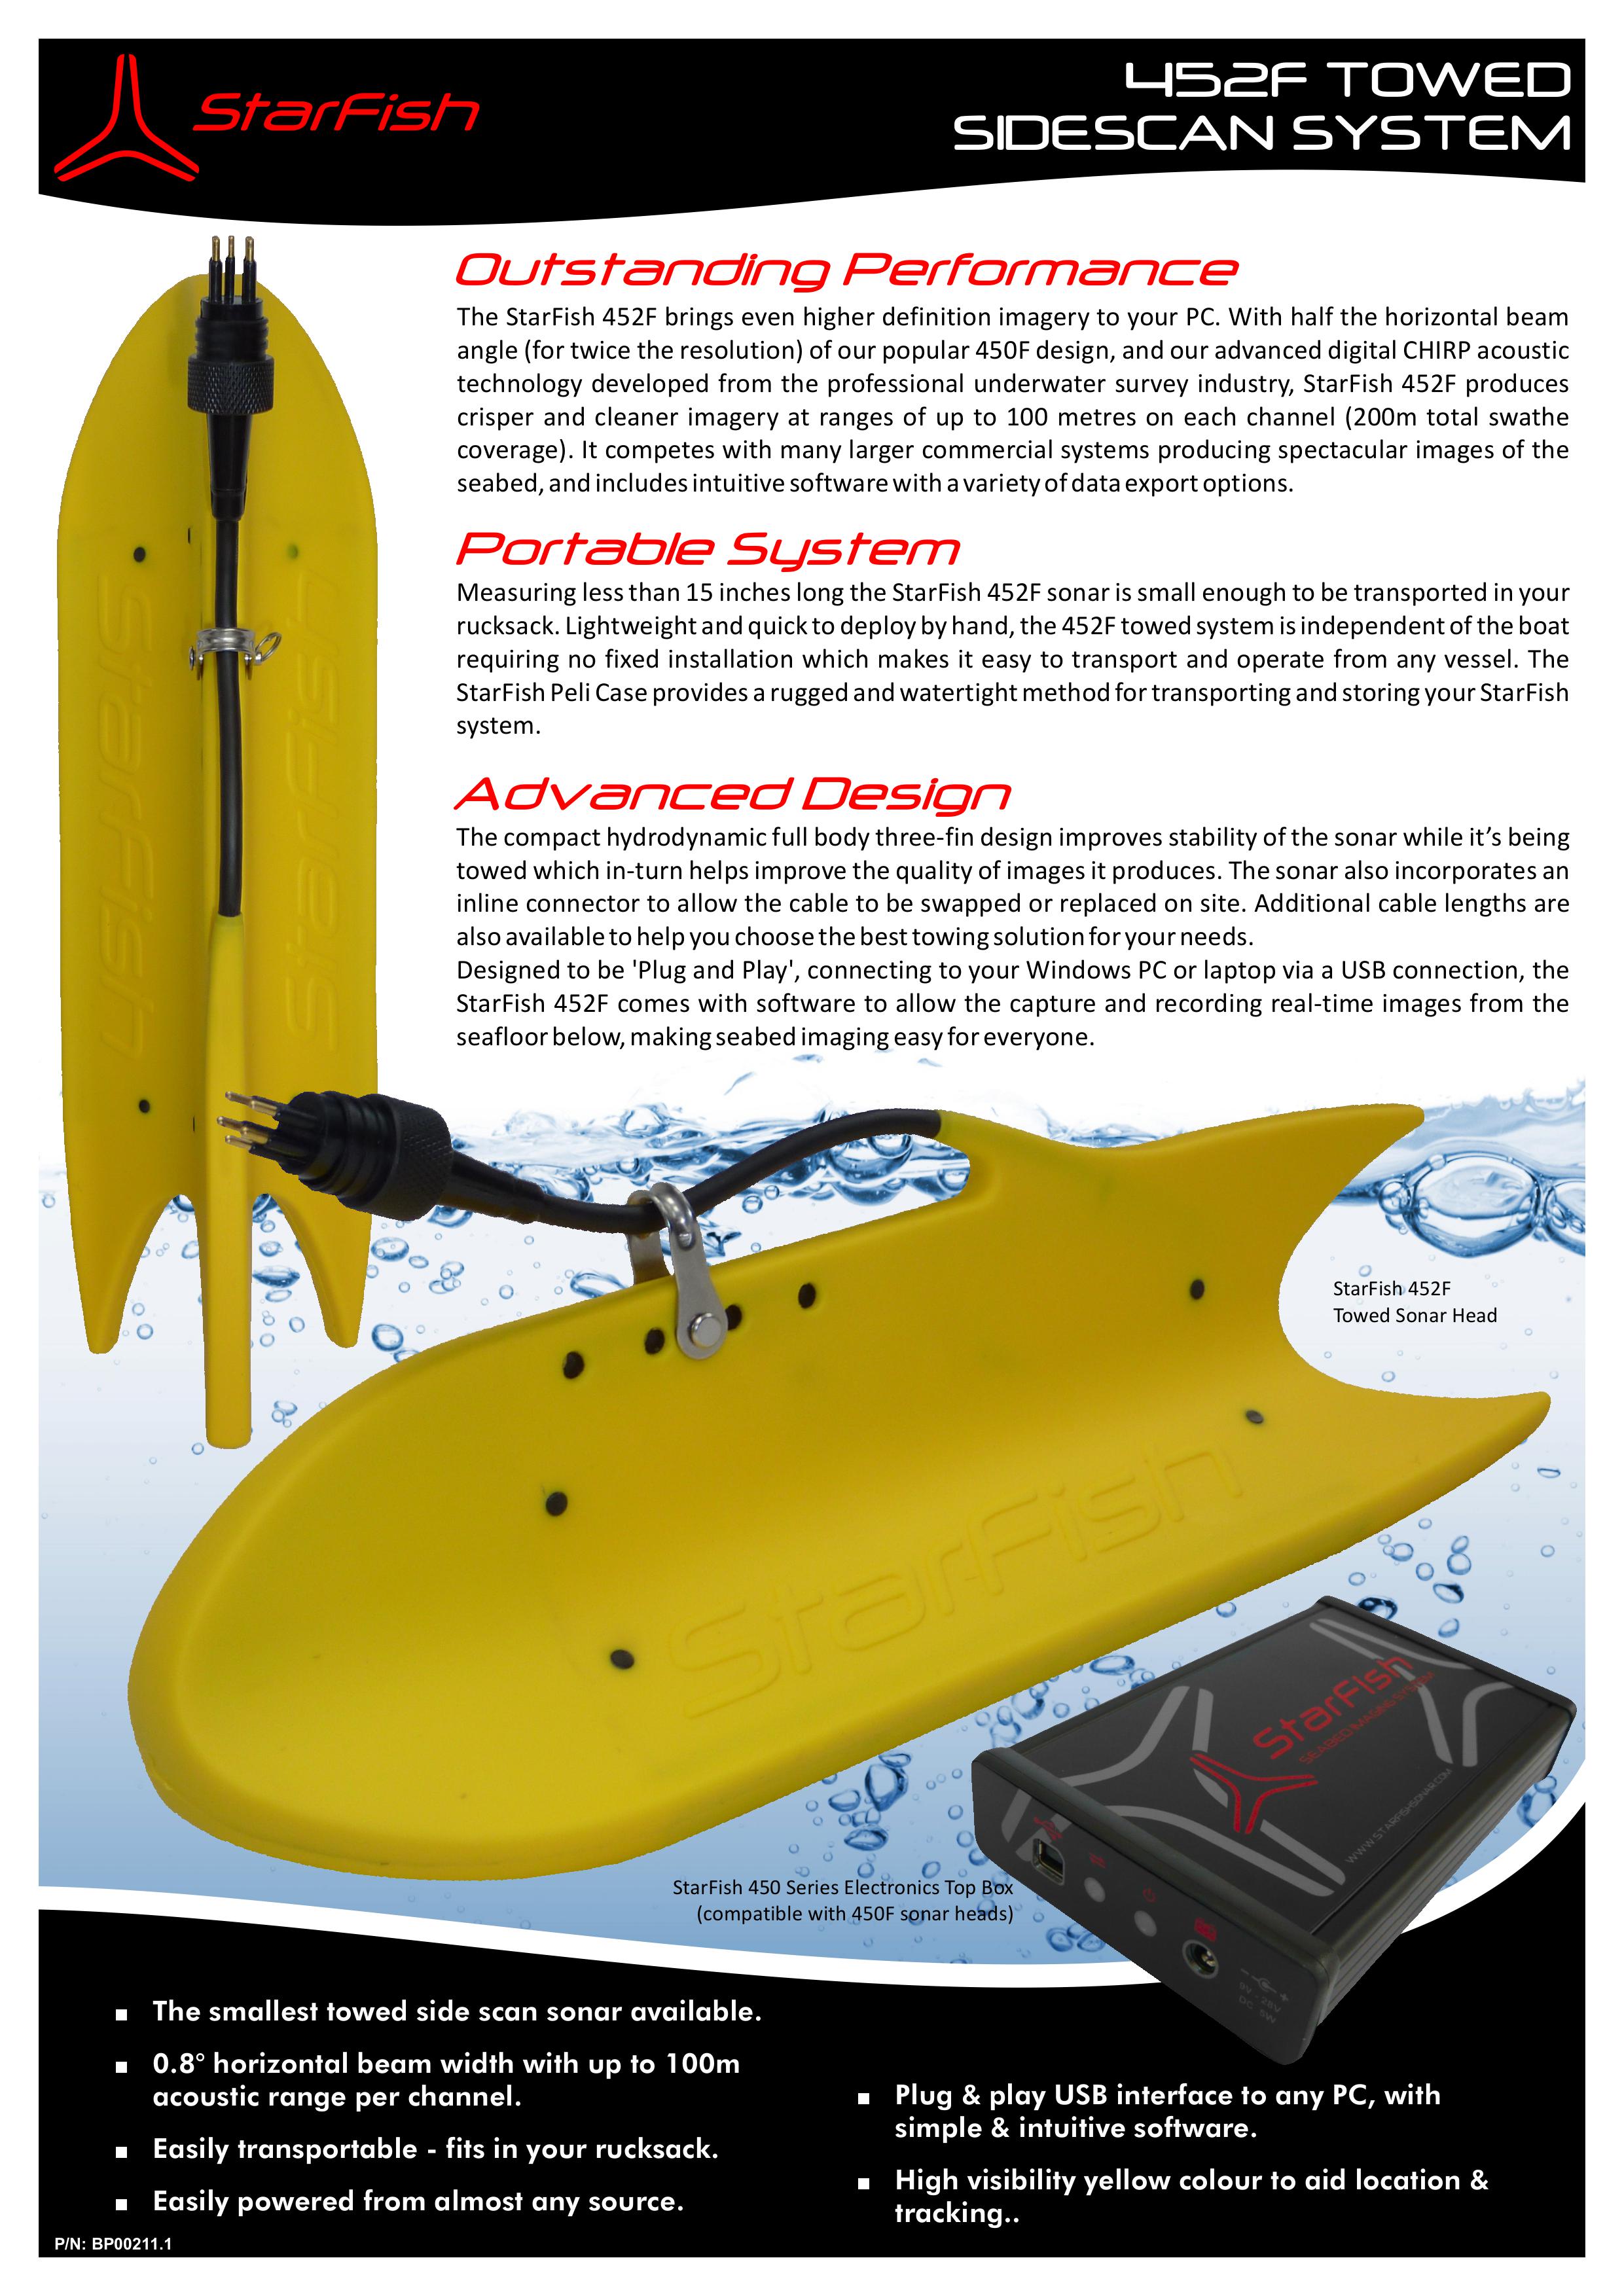 StarFish
452F TOWED
SIDESCAN SYSTEM
Outstanding Performance
The StarFish 452F brings even higher definition imagery to your PC. With half the horizontal beam
angle (for twice the resolution) of our popular 450F design, and our advanced digital CHIRP acoustic
technology developed from the professional underwater survey industry, StarFish 452F produces
crisper and cleaner imagery at ranges of up to 100 metres on each channel (200m total swathe
coverage). It competes with many larger commercial systems producing spectacular images of the
seabed, and includes intuitive software with a variety of data export options.
Portable System
Measuring less than 15 inches long the StarFish 452F sonar is small enough to be transported in your
rucksack. Lightweight and quick to deploy by hand, the 452F towed system is independent of the boat
requiring no fixed installation which makes it easy to transport and operate from any vessel. The
StarFish Peli Case provides a rugged and watertight method for transporting and storing your StarFish
system.
Advanced Design
The compact hydrodynamic full body three-fin design improves stability of the sonar while it’s being
towed which in-turn helps improve the quality of images it produces. The sonar also incorporates an
inline connector to allow the cable to be swapped or replaced on site. Additional cable lengths are
also available to help you choose the best towing solution for your needs.
Designed to be 'Plug and Play', connecting to your Windows PC or laptop via a USB connection, the
StarFish 452F comes with software to allow the capture and recording real-time images from the
seafloor below, making seabed imaging easy for everyone.
StarFish
StarFish
StarFish 452F
Towed Sonar Head
StarFish
StarFish
SEABED IMAGING SYSTEM
WWW.STARFISHSONAR.COM
9V - 28V
DC 5W
StarFish 450 Series Electronics Top Box
(compatible with 450F sonar heads)
▪ The smallest towed side scan sonar available.
▪ 0.8° horizontal beam width with up to 100m
acoustic range per channel.
▪ Easily transportable - fits in your rucksack.
▪ Easily powered from almost any source.
▪ Plug & play USB interface to any PC, with
simple & intuitive software.
▪ High visibility yellow colour to aid location &
tracking..
P/N: BP00211.1